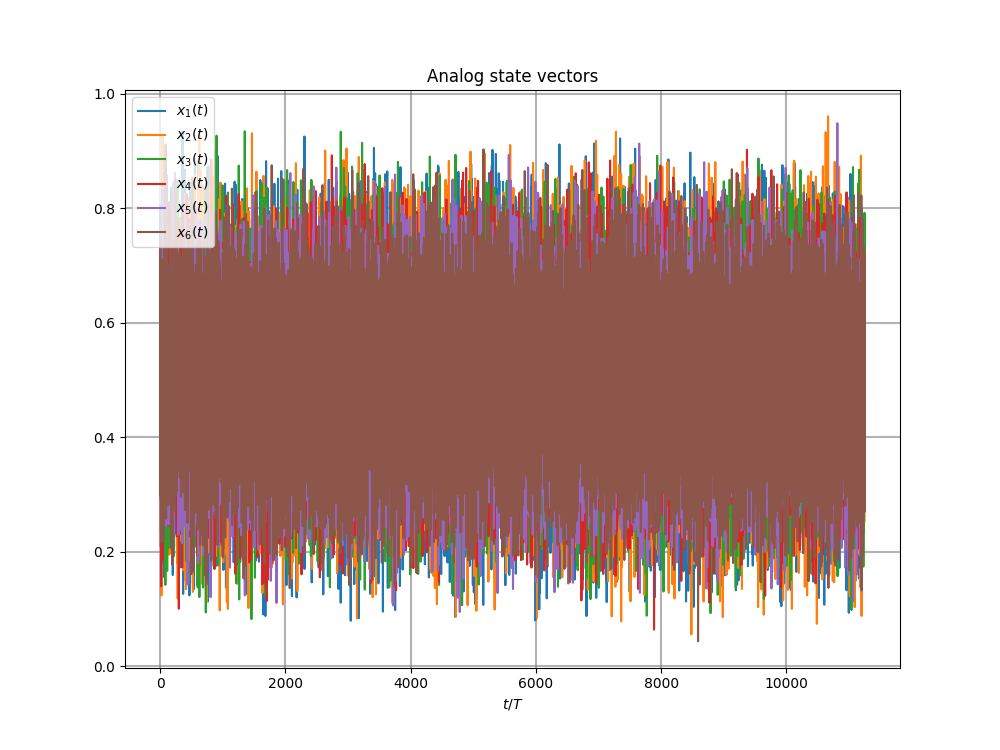 Analog state vectors
1.0
0.8
0.6
0.4
0.2
0.0
x₁(t)
x₂(t)
x₃(t)
x₄(t)
x₅(t)
x₆(t)
0 2000 4000 6000 8000 10000
t/T